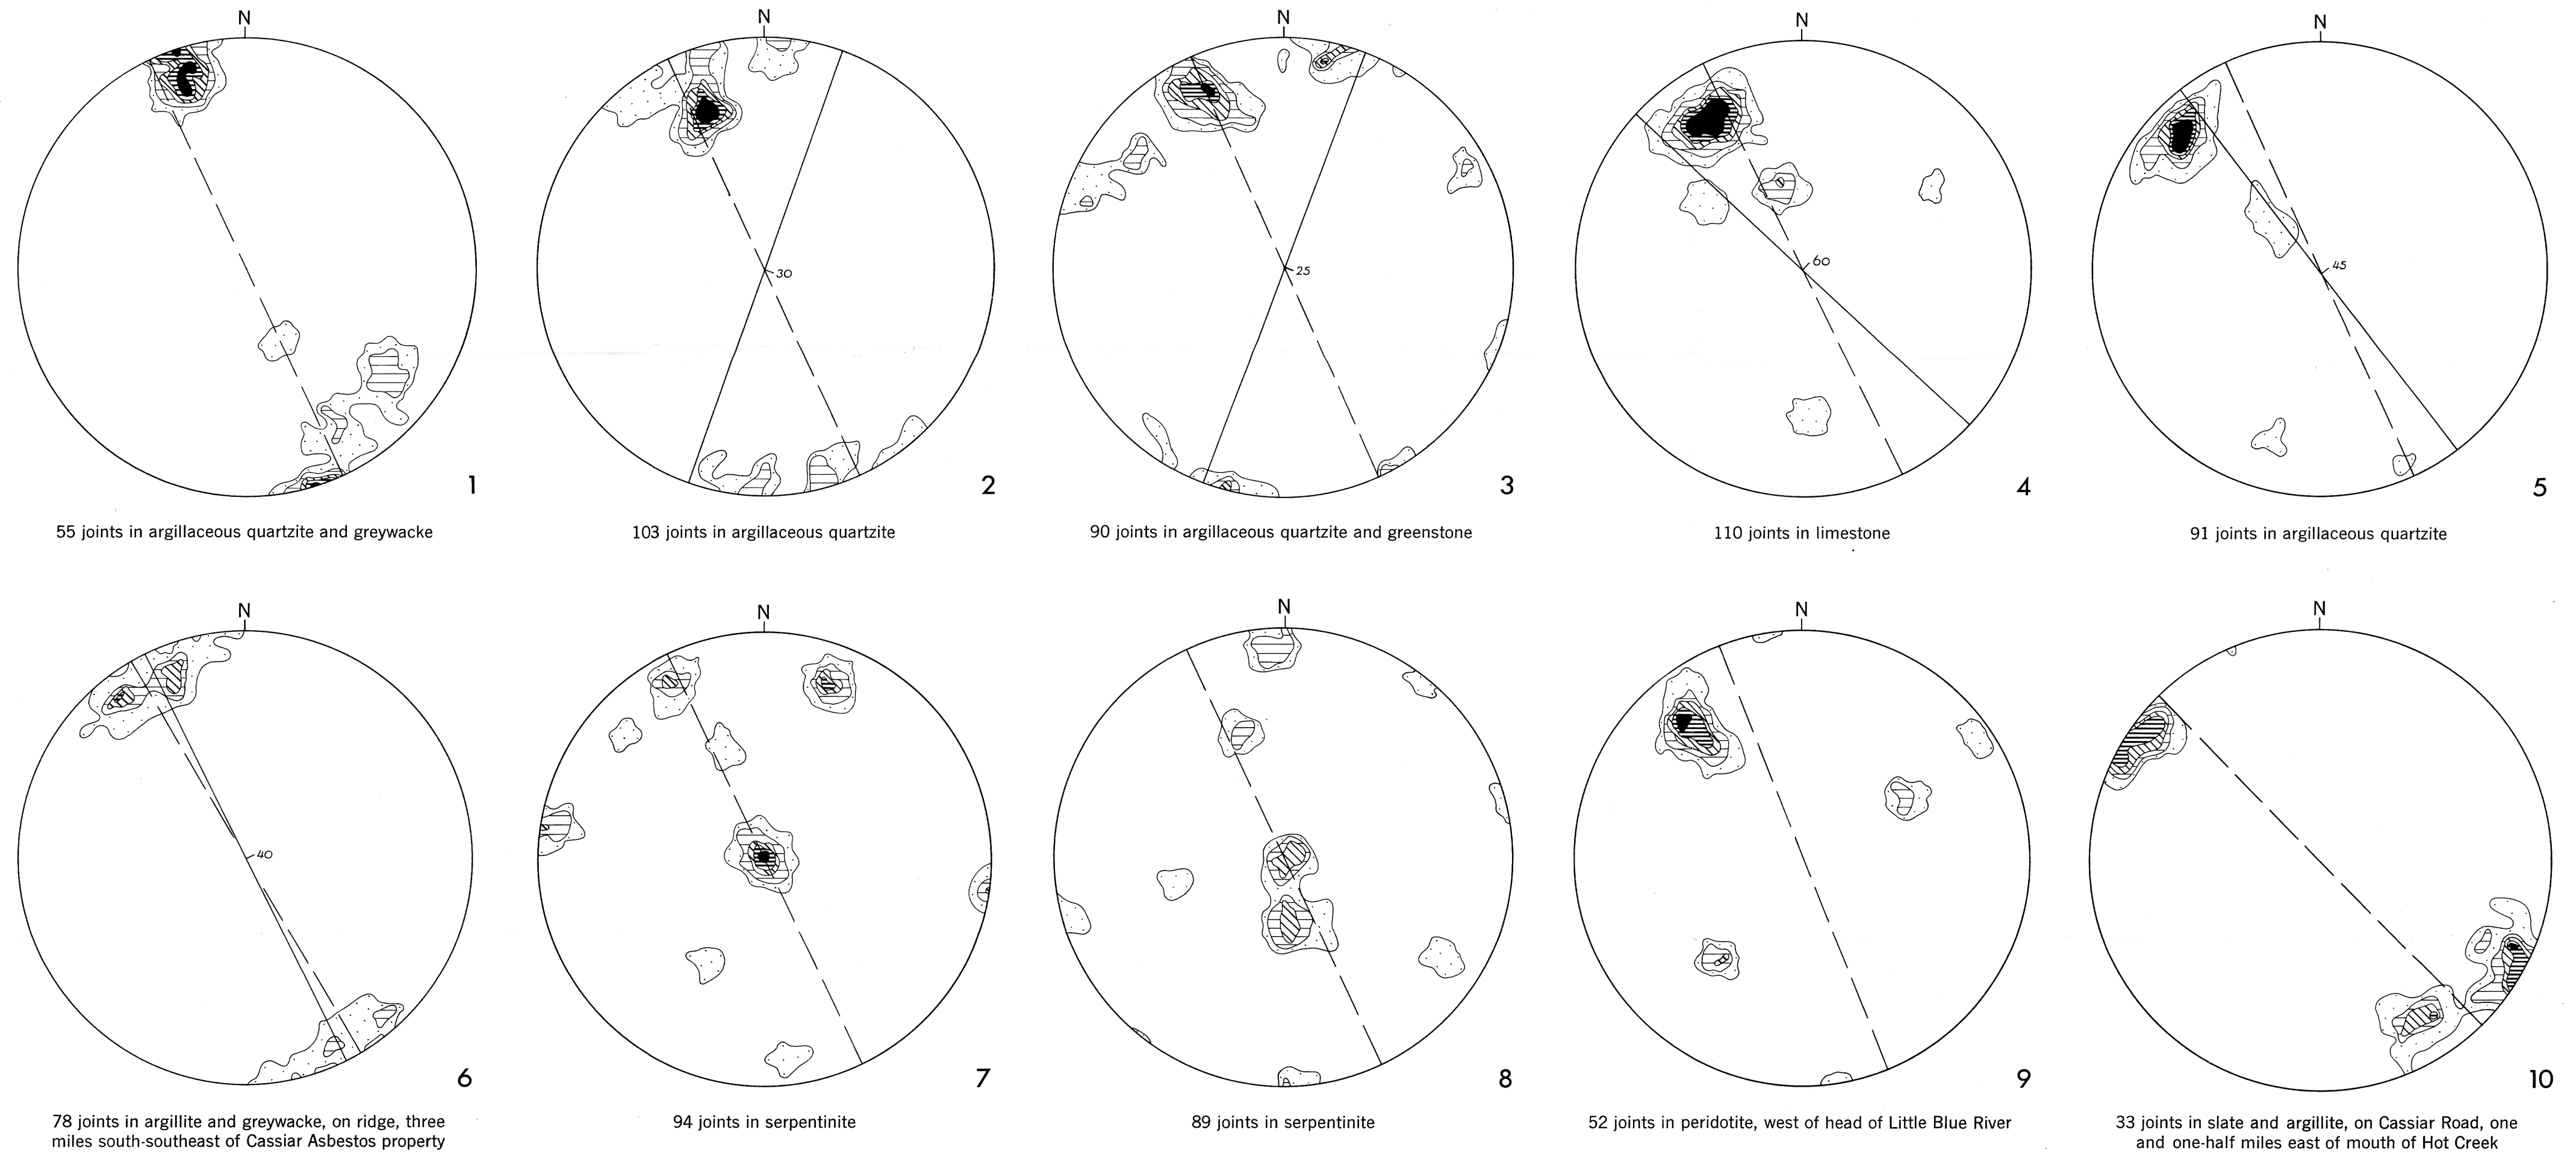 N
N
N
N
N
30
25
60
45
1
2
3
4
5
55 joints in argillaceous quartzite and greywacke
103 joints in argillaceous quartzite
90 joints in argillaceous quartzite and greenstone
110 joints in limestone
91 joints in argillaceous quartzite
N
N
N
N
N
40
6
7
8
9
10
78 joints in argillite and greywacke, on ridge, three
miles south-southeast of Cassiar Asbestos property
94 joints in serpentinite
89 joints in serpentinite
52 joints in peridotite, west of head of Little Blue River
33 joints in slate and argillite, on Cassiar Road, one
and one-half miles east of mouth of Hot Creek